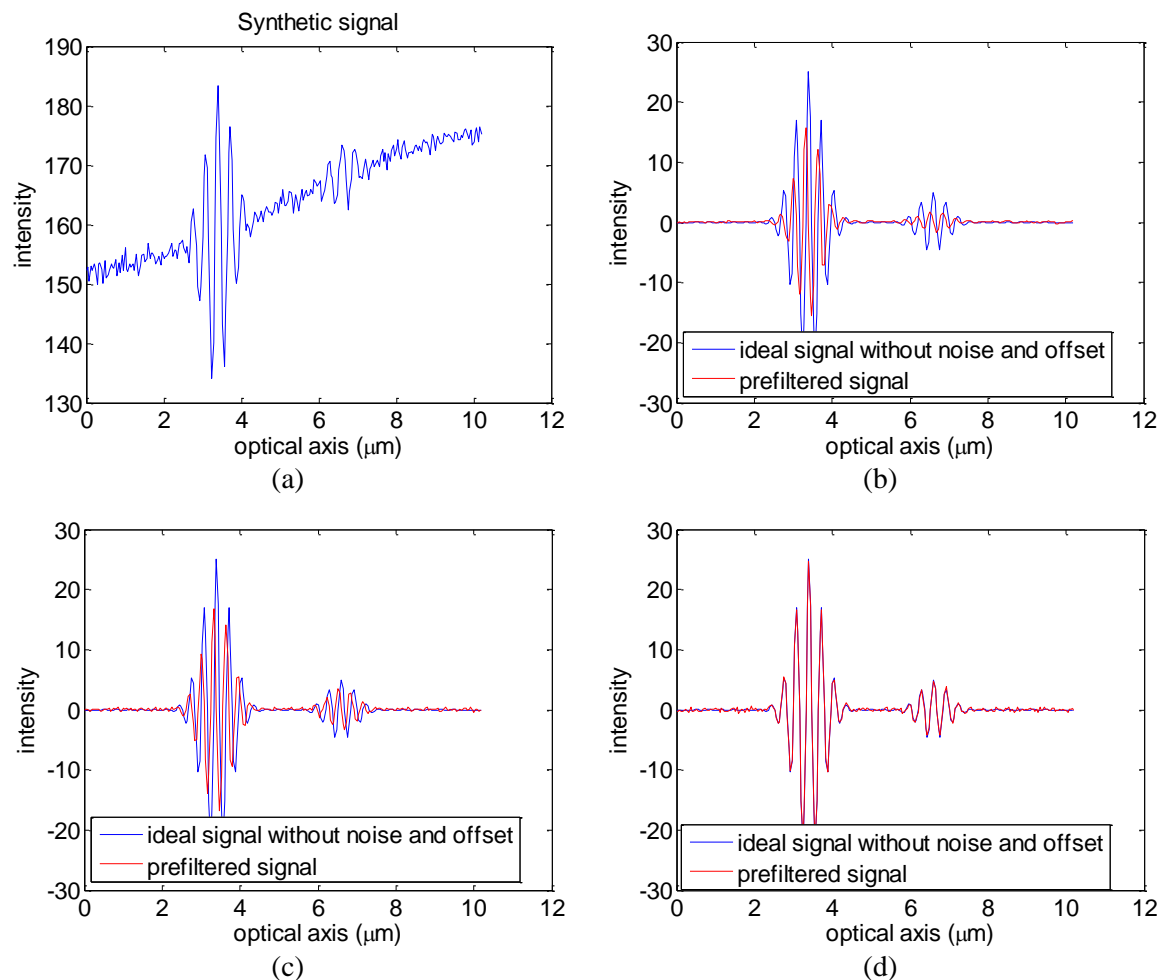 Synthetic signal
190
180
170
160
150
140
130
intensity
0 2 4 6 8 10 12
optical axis (μm)
(a)
30
20
10
0
-10
-20
-30
intensity
ideal signal without noise and offset
prefiltered signal
0 2 4 6 8 10 12
optical axis (μm)
(b)
30
20
10
0
-10
-20
-30
intensity
ideal signal without noise and offset
prefiltered signal
0 2 4 6 8 10 12
optical axis (μm)
(c)
30
20
10
0
-10
-20
-30
intensity
ideal signal without noise and offset
prefiltered signal
0 2 4 6 8 10 12
optical axis (μm)
(d)